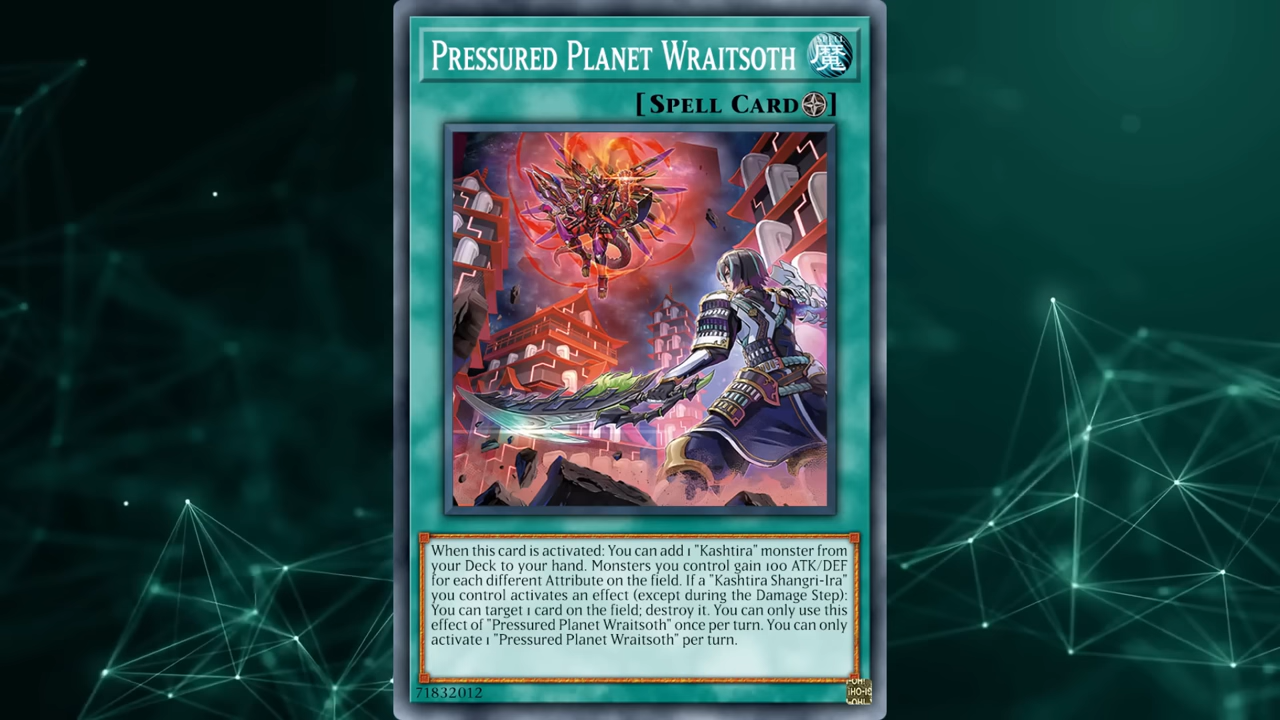 Pressured Planet Wraitsoth
SPELL
魔
[Spell Card]
When this card is activated: You can add 1 "Kashtira" monster from
your Deck to your hand. Monsters you control gain 100 ATK/DEF
for each different Attribute on the field. If a "Kashtira Shangri-Ira"
you control activates an effect (except during the Damage Step):
You can target 1 card on the field; destroy it. You can only use this
effect of "Pressured Planet Wraitsoth" once per turn. You can only
activate 1 "Pressured Planet Wraitsoth" per turn.
71832012